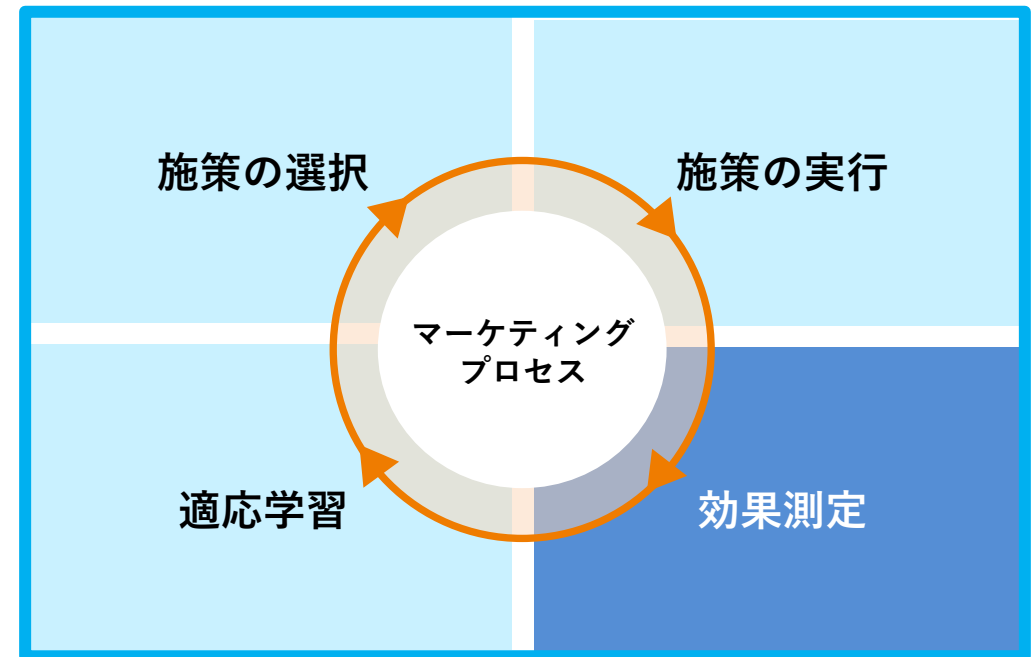 施策の選択
施策の実行
マーケティング
プロセス
適応学習
効果測定